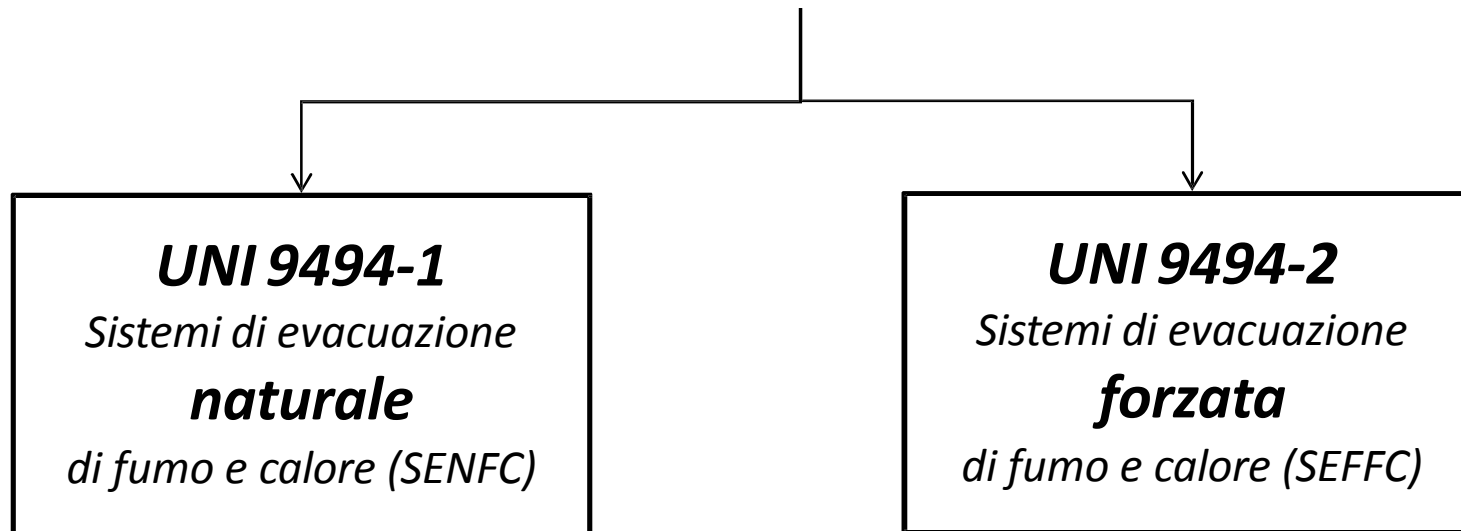 UNI 9494-1
Sistemi di evacuazione
naturale
di fumo e calore (SENFC)
UNI 9494-2
Sistemi di evacuazione
forzata
di fumo e calore (SEFFC)